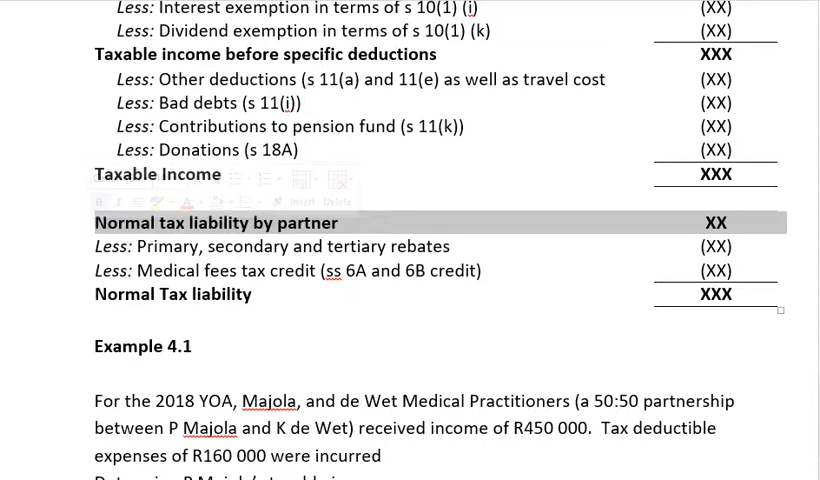 Less: Interest exemption in terms of s 10(1) (i) (XX)
Less: Dividend exemption in terms of s 10(1) (k) (XX)
Taxable income before specific deductions XXX
Less: Other deductions (s 11(a) and 11(e) as well as travel cost (XX)
Less: Bad debts (s 11(i)) (XX)
Less: Contributions to pension fund (s 11(k)) (XX)
Less: Donations (s 18A) (XX)
Taxable Income XXX
Insert Delete
Normal tax liability by partner XX
Less: Primary, secondary and tertiary rebates (XX)
Less: Medical fees tax credit (ss 6A and 6B credit) (XX)
Normal Tax liability XXX
Example 4.1
For the 2018 YOA, Majola, and de Wet Medical Practitioners (a 50:50 partnership
between P Majola and K de Wet) received income of R450 000. Tax deductible
expenses of R160 000 were incurred